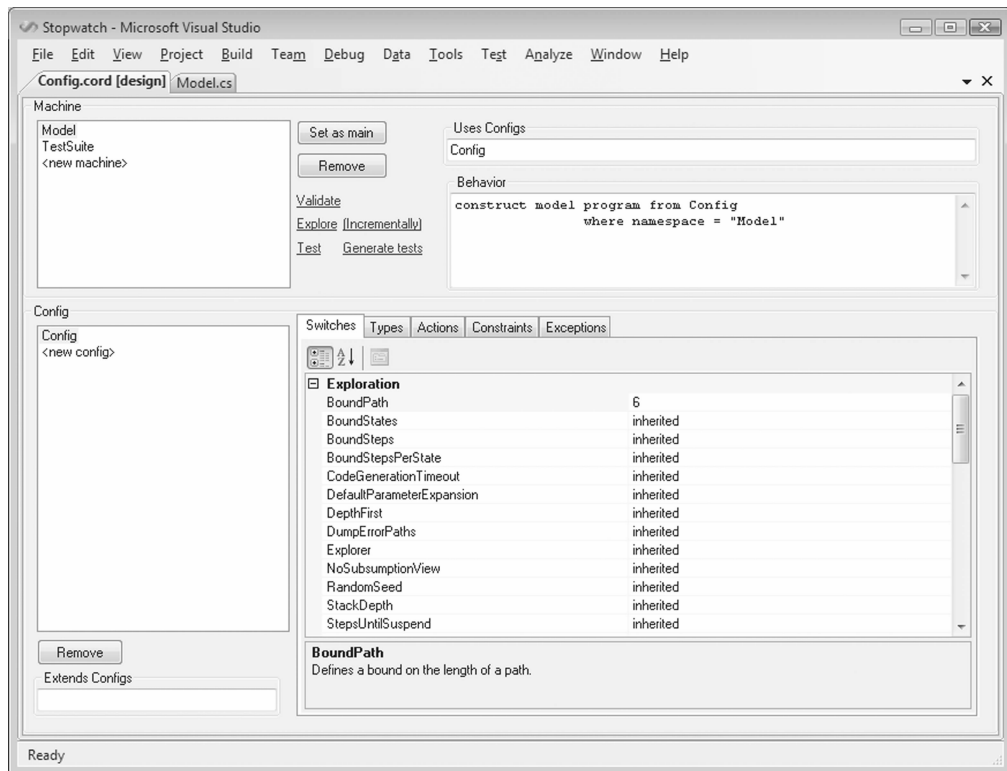 Stopwatch - Microsoft Visual Studio
File Edit View Project Build Team Debug Data Tools Test Analyze Window Help
Config.cord [design] Model.cs
Machine
Model
TestSuite
<new machine>
Set as main
Remove
Validate
Explore (Incrementally)
Test Generate tests
Uses Configs
Config
Behavior
construct model program from Config
where namespace = "Model"
Config
Config
<new config>
Remove
Extends Configs
Switches Types Actions Constraints Exceptions
Exploration
BoundPath 6
BoundStates inherited
BoundSteps inherited
BoundStepsPerState inherited
CodeGenerationTimeout inherited
DefaultParameterExpansion inherited
DepthFirst inherited
DumpErrorPaths inherited
Explorer inherited
NoSubsumptionView inherited
RandomSeed inherited
StackDepth inherited
StepsUntilSuspend inherited
BoundPath
Defines a bound on the length of a path.
Ready